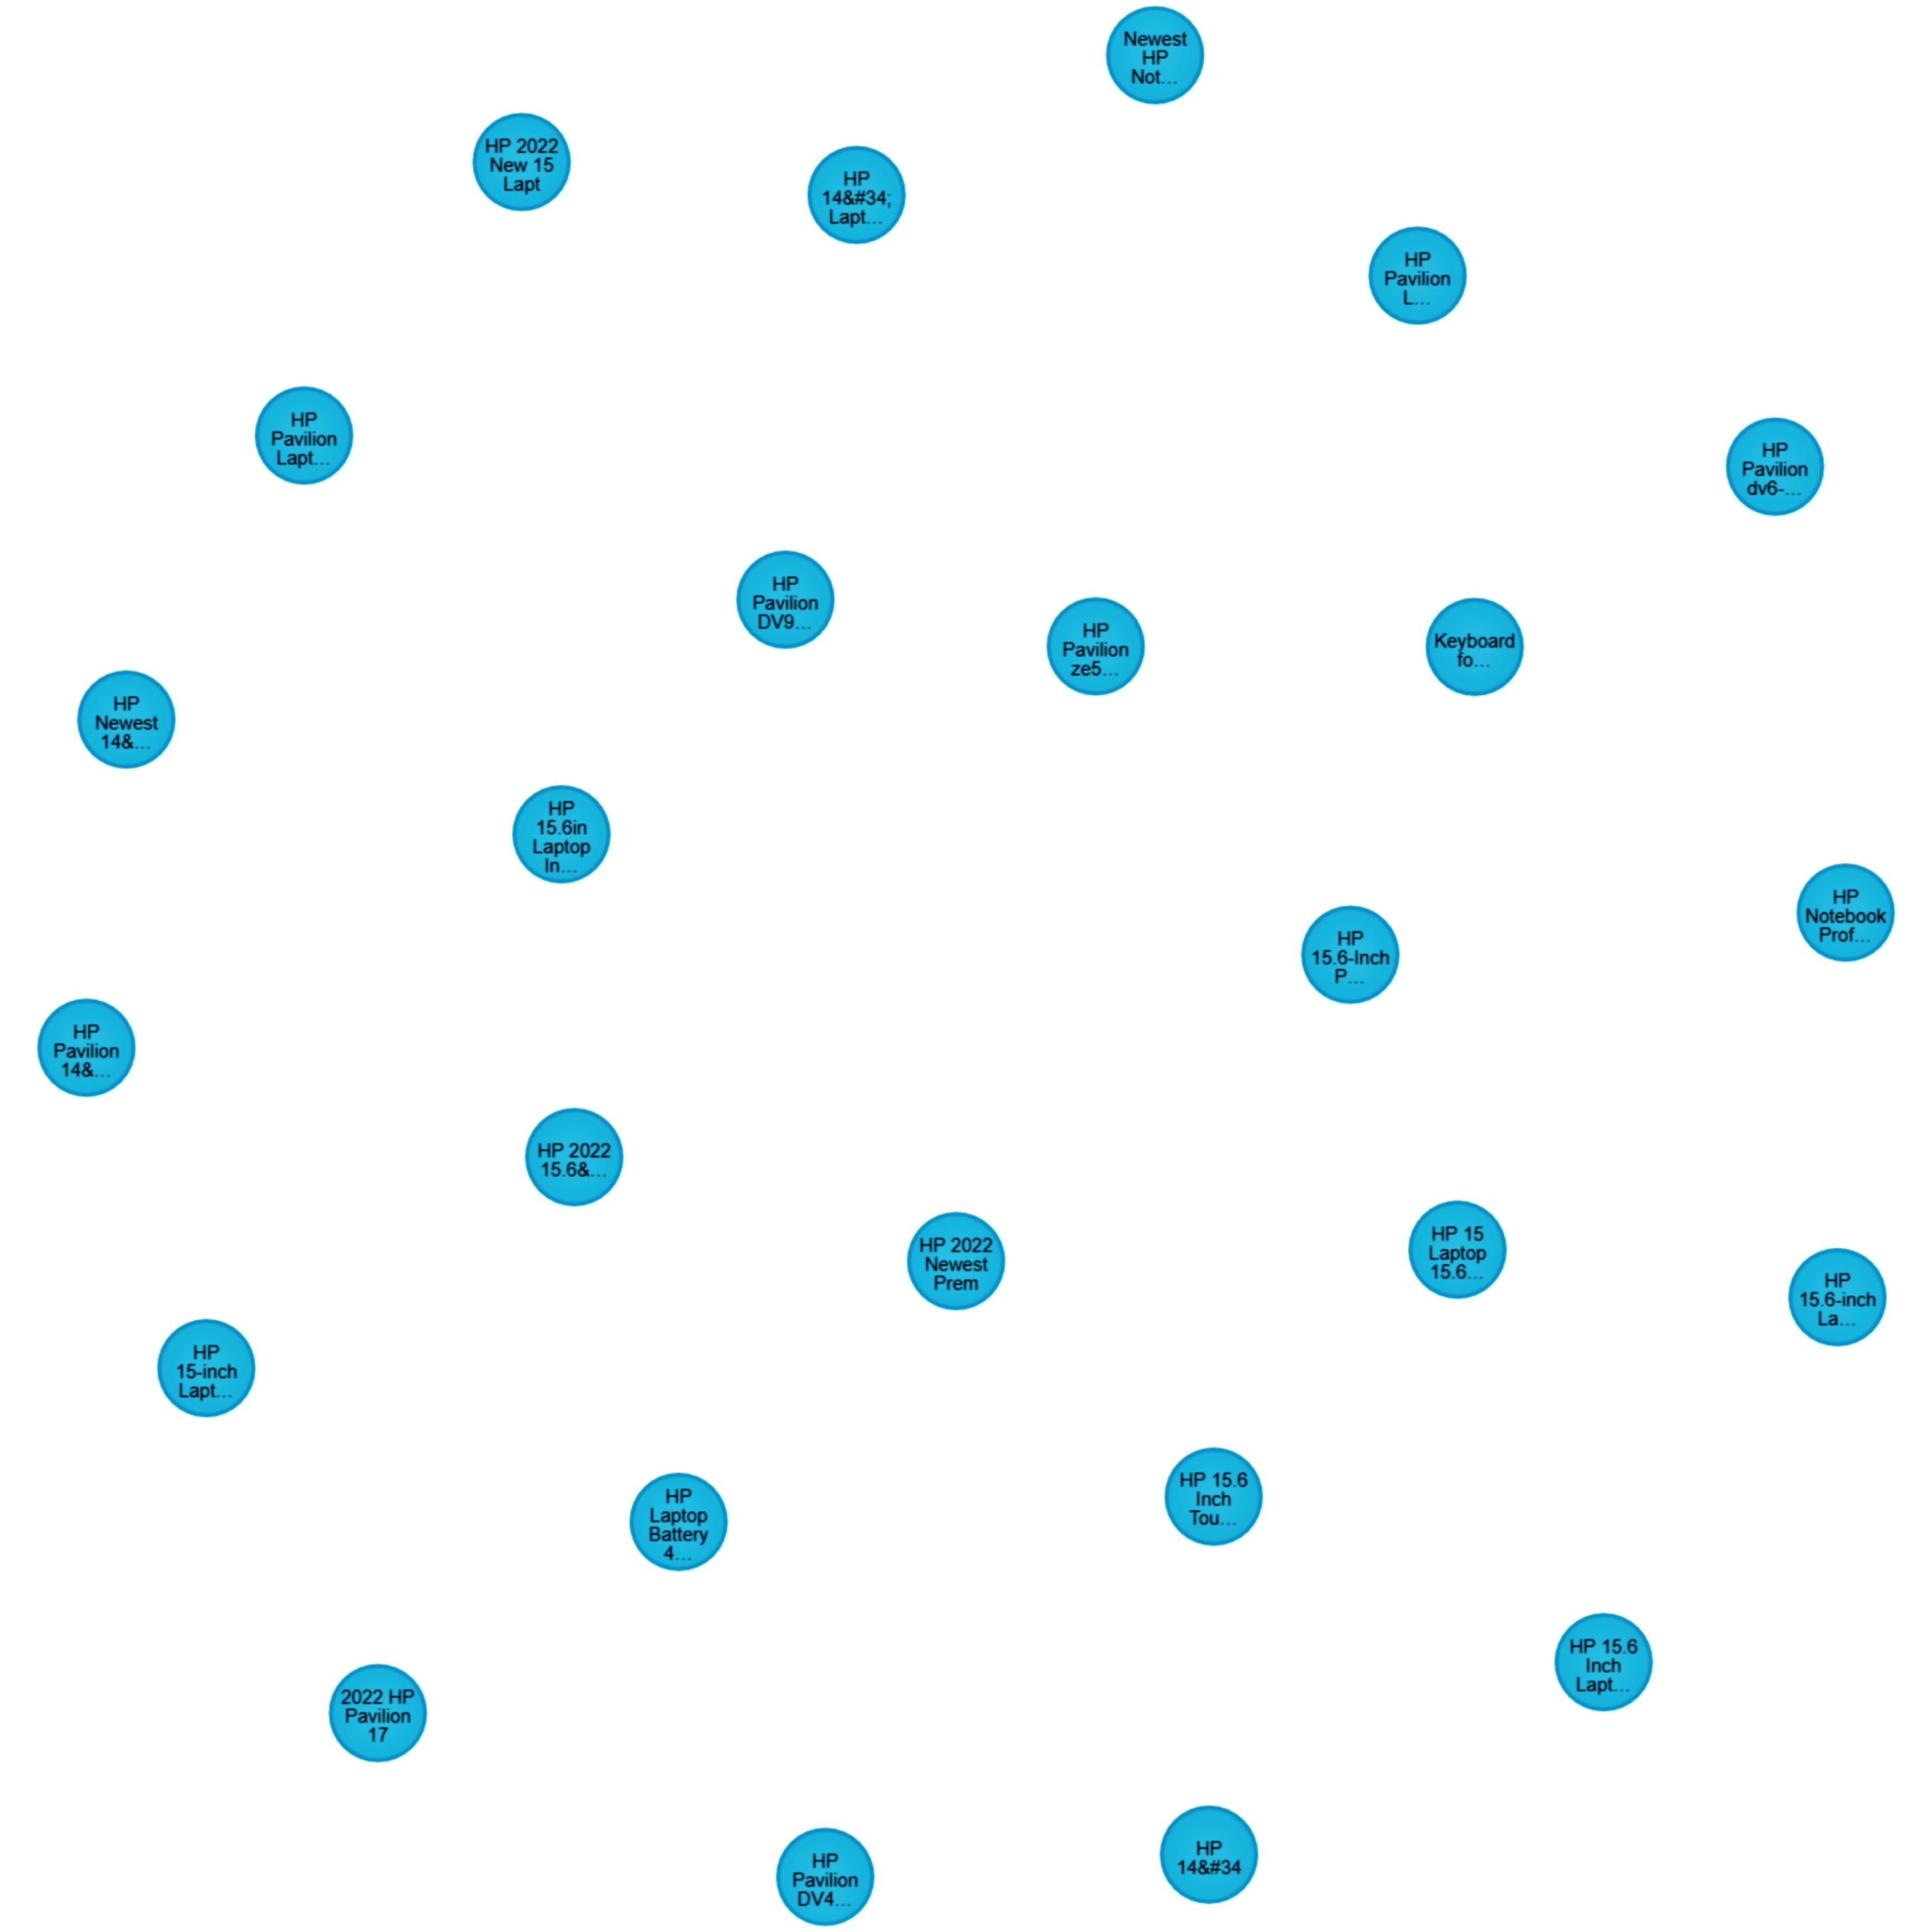 Newest
HP
Not...
HP 2022
New 15
Lapt
HP
14&#34;
Lapt...
HP
Pavilion
L...
HP
Pavilion
Lapt...
HP
Pavilion
dv6-...
HP
Pavilion
DV9...
HP
Pavilion
ze5...
Keyboard
fo...
HP
Newest
14&...
HP
15.6in
Laptop
In...
HP
Notebook
Prof...
HP
15.6-Inch
P...
HP
Pavilion
14&...
HP 2022
15.6&...
HP 2022
Newest
Prem
HP 15
Laptop
15.6...
HP
15.6-inch
La...
HP
15-inch
Lapt...
HP
Laptop
Battery
4...
HP 15.6
Inch
Tou...
HP 15.6
Inch
Lapt...
2022 HP
Pavilion
17
HP
Pavilion
DV4...
HP
14&#34